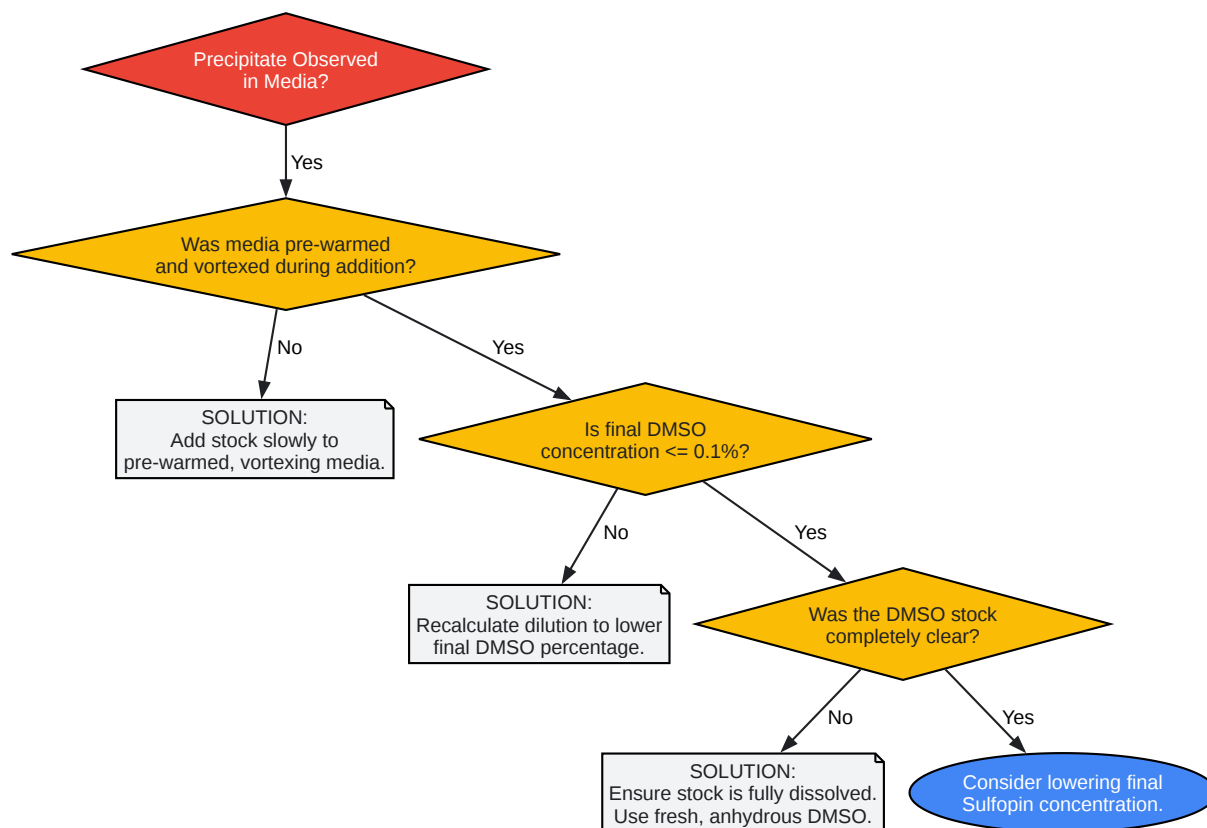 Precipitate Observed
in Media?
Yes
Was media pre-warmed
and vortexed during addition?
No
Yes
SOLUTION:
Add stock slowly to
pre-warmed, vortexing media.
Is final DMSO
concentration <= 0.1%?
No
Yes
SOLUTION:
Recalculate dilution to lower
final DMSO percentage.
Was the DMSO stock
completely clear?
No
Yes
SOLUTION:
Ensure stock is fully dissolved.
Use fresh, anhydrous DMSO.
Consider lowering final
Sulfopin concentration.